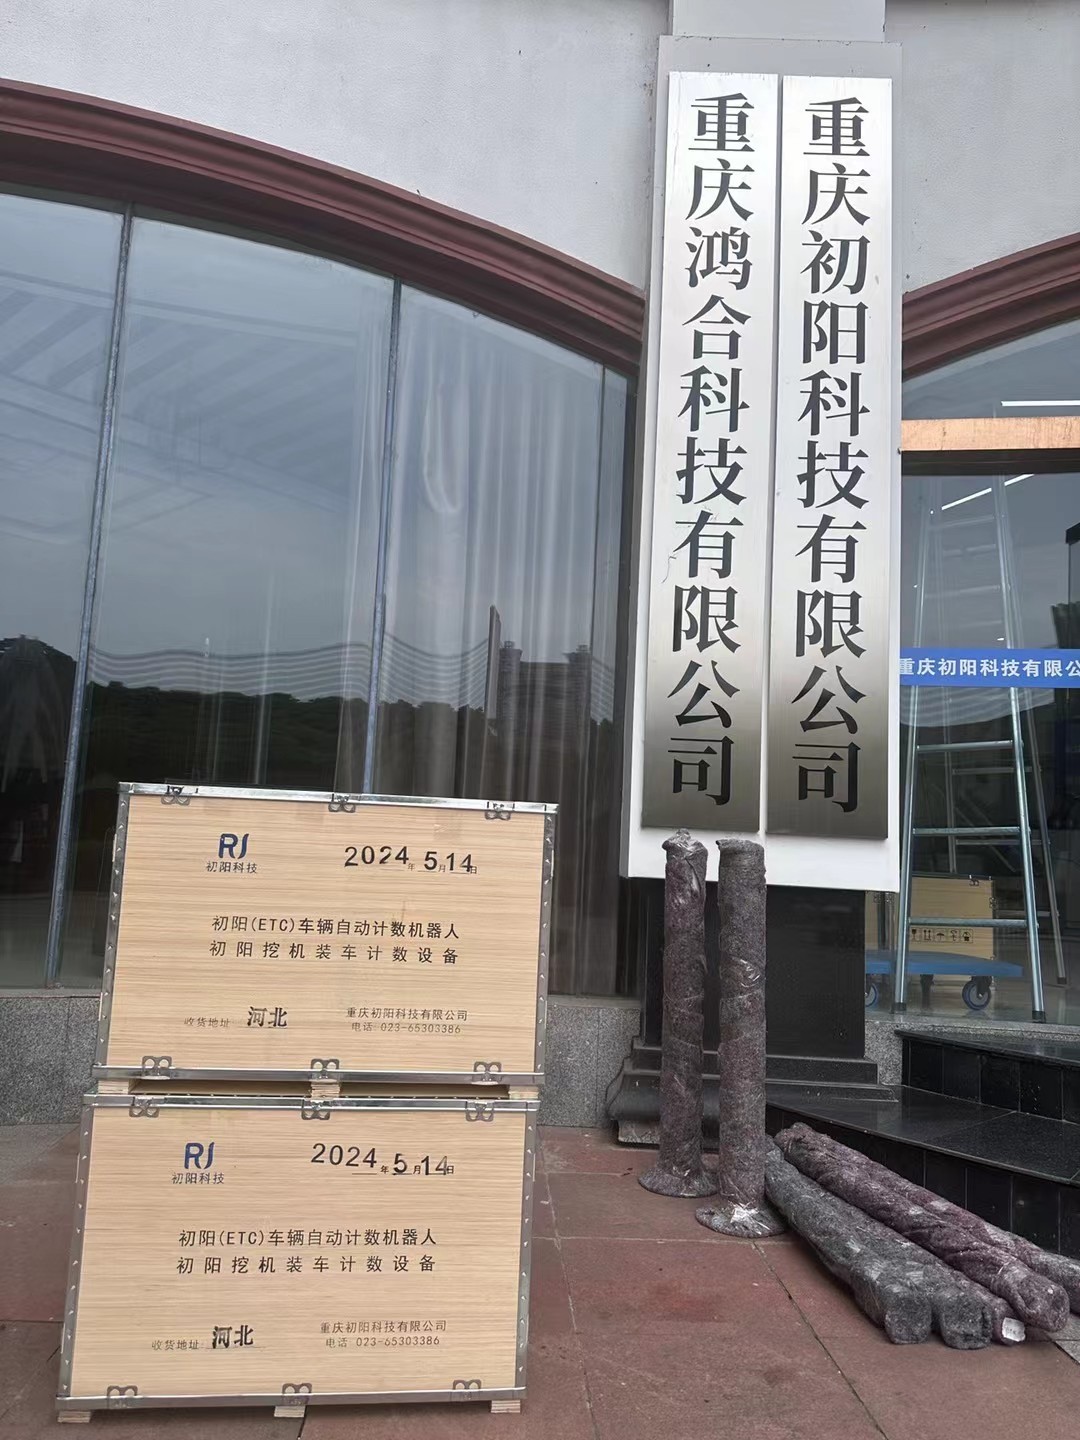 重庆鸿合科技有限公司
重庆初阳科技有限公司
重庆初阳科技有限公
RJ
初阳科技
2024年5月14日
初阳(ETC)车辆自动计数机器人
初阳挖机装车计数设备
收货地址:河北
重庆初阳科技有限公司
电话:023-65303386
RJ
初阳科技
2024年5月14日
初阳(ETC)车辆自动计数机器人
初阳挖机装车计数设备
收货地址:河北
重庆初阳科技有限公司
电话:023-65303386